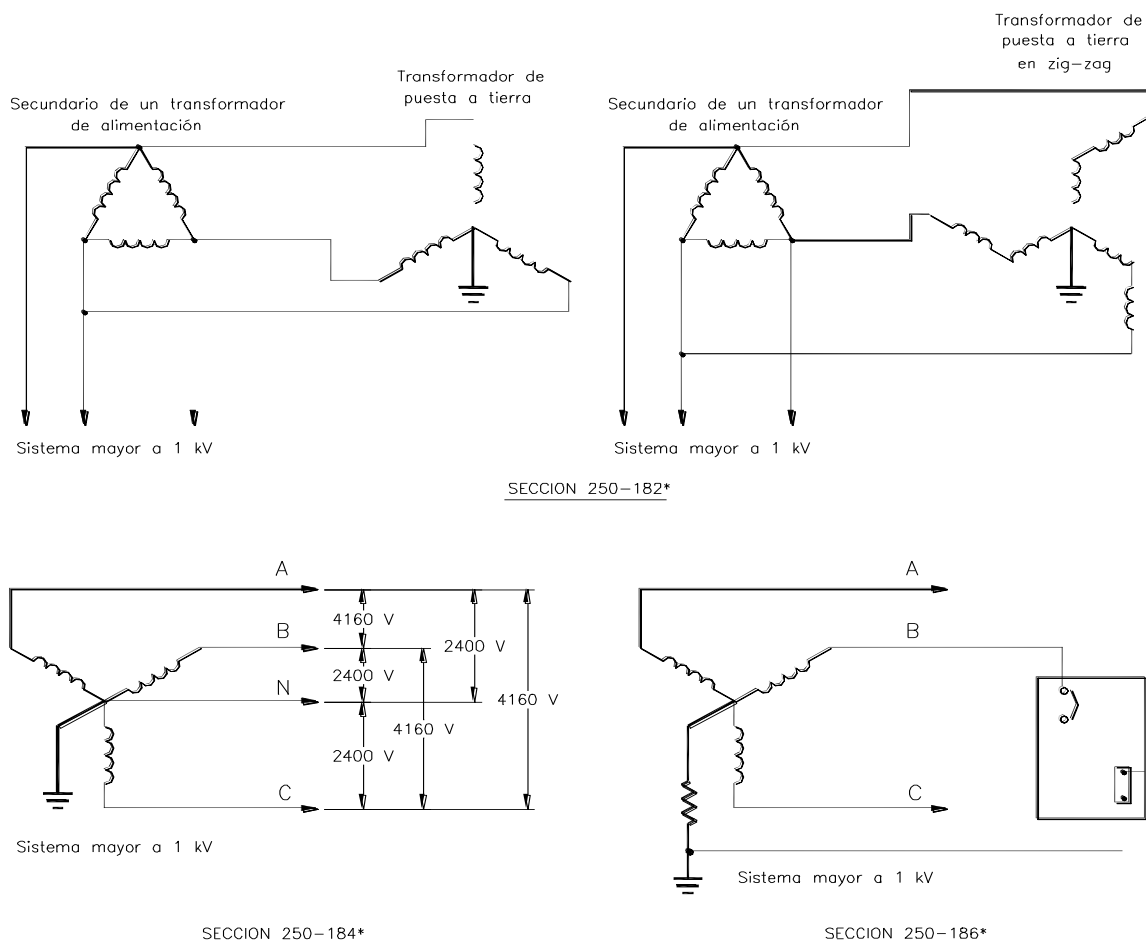 Transformador de
puesta a tierra
en zig-zag
Transformador de
puesta a tierra
Secundario de un transformador
de alimentación
Secundario de un transformador
de alimentación
Sistema mayor a 1 kV
Sistema mayor a 1 kV
SECCION 250-182*
A
4160 V
B
2400 V
2400 V
N
4160 V
4160 V
2400 V
C
Sistema mayor a 1 kV
SECCION 250-184*
A
B
C
Sistema mayor a 1 kV
SECCION 250-186*